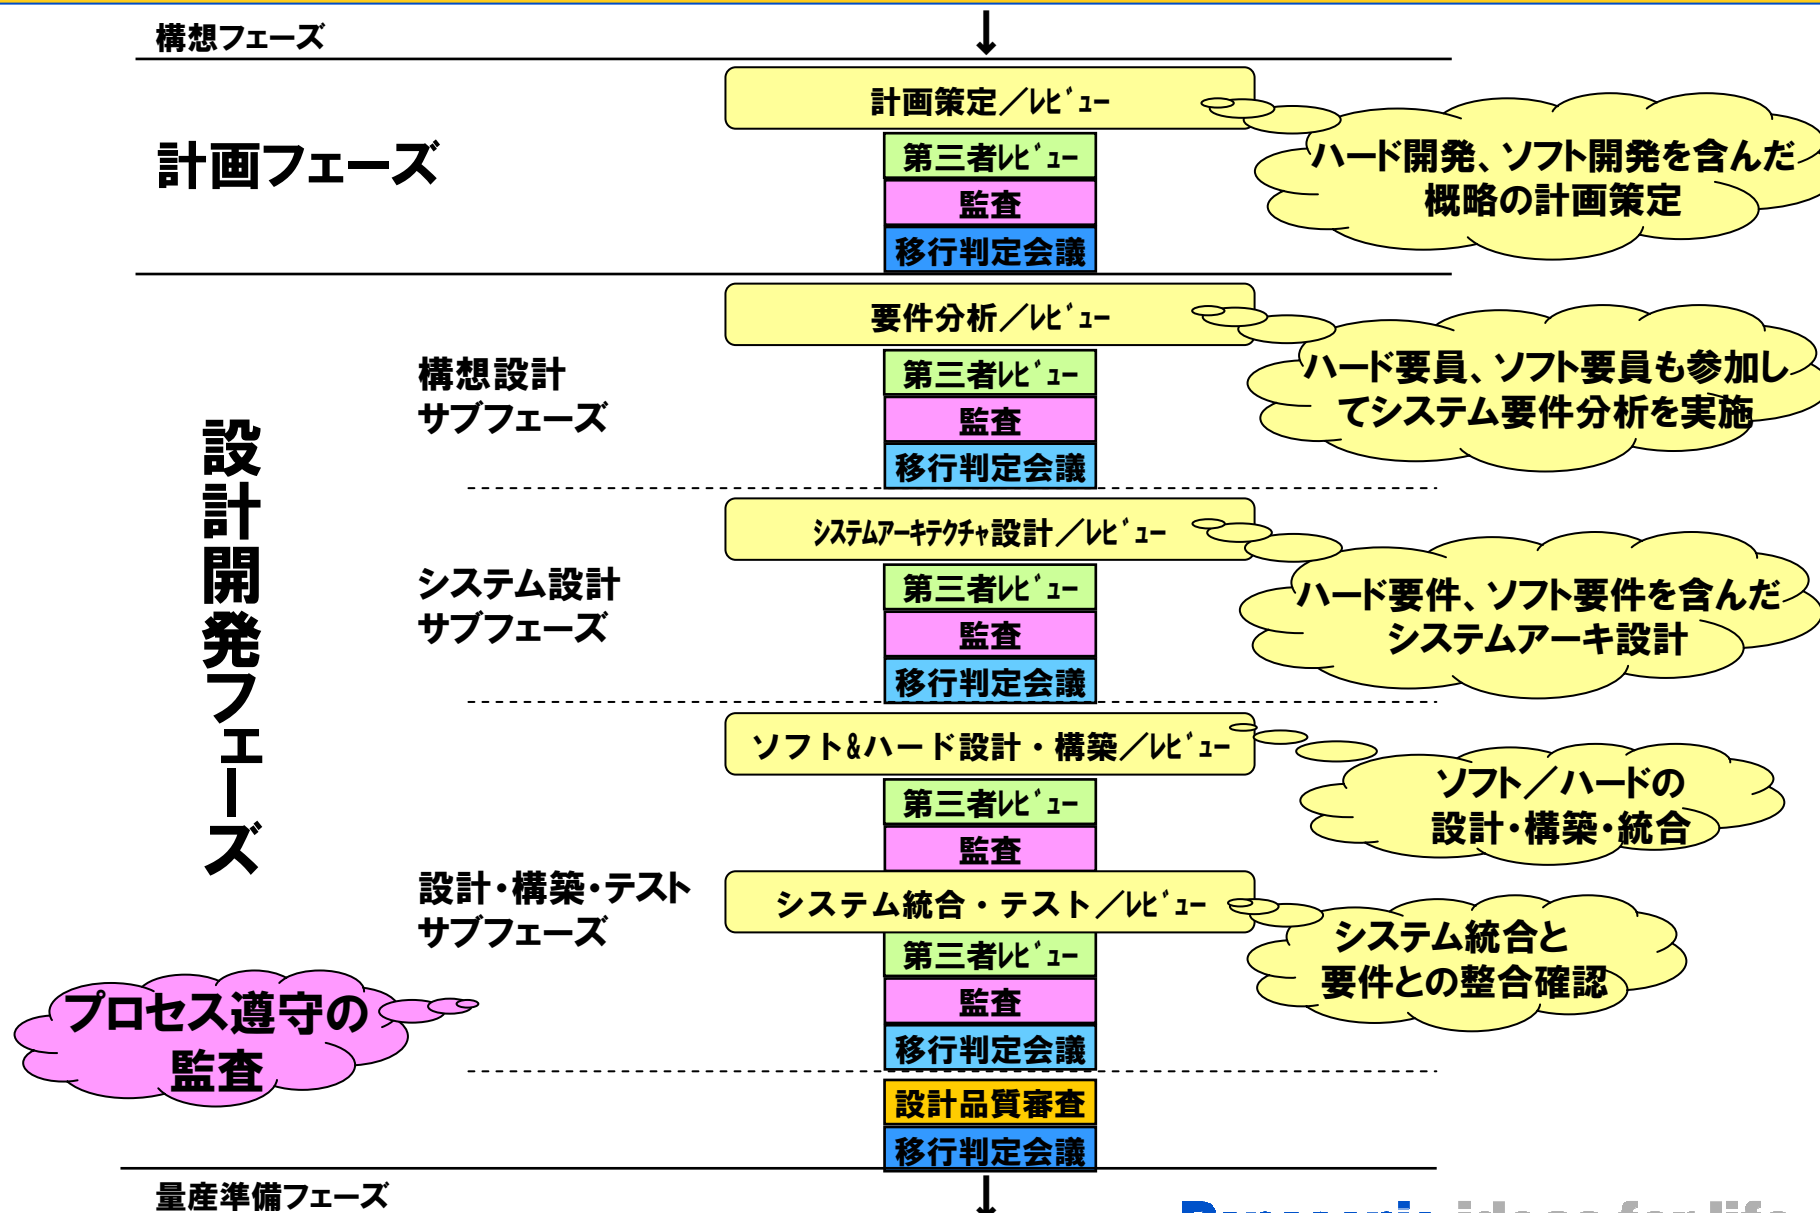 構想フェーズ
計画フェーズ
計画策定／ﾚﾋﾞｭｰ
第三者ﾚﾋﾞｭｰ
監査
移行判定会議
ハード開発、ソフト開発を含んだ
概略の計画策定
設計開発フェーズ
構想設計
サブフェーズ
要件分析／ﾚﾋﾞｭｰ
第三者ﾚﾋﾞｭｰ
監査
移行判定会議
ハード要員、ソフト要員も参加し
てシステム要件分析を実施
システム設計
サブフェーズ
ｼｽﾃﾑｱｰｷﾃｸﾁｬ設計／ﾚﾋﾞｭｰ
第三者ﾚﾋﾞｭｰ
監査
移行判定会議
ハード要件、ソフト要件を含んだ
システムアーキ設計
設計・構築・テスト
サブフェーズ
ソフト&ハード設計・構築／ﾚﾋﾞｭｰ
第三者ﾚﾋﾞｭｰ
監査
ソフト／ハードの
設計・構築・統合
システム統合・テスト／ﾚﾋﾞｭｰ
第三者ﾚﾋﾞｭｰ
監査
移行判定会議
システム統合と
要件との整合確認
プロセス遵守の
監査
設計品質審査
移行判定会議
量産準備フェーズ
Panasonic ideas for life